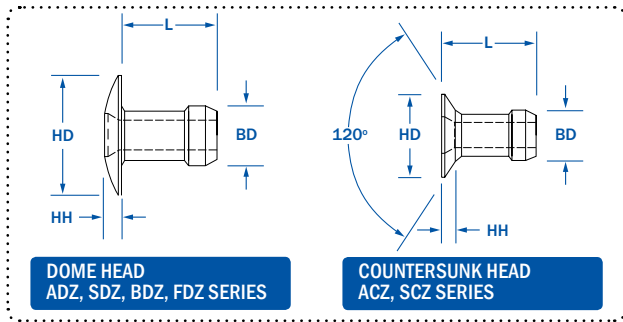 L
HD
BD
HH
DOME HEAD
ADZ, SDZ, BDZ, FDZ SERIES
L
120°
HD
BD
HH
COUNTERSUNK HEAD
ACZ, SCZ SERIES